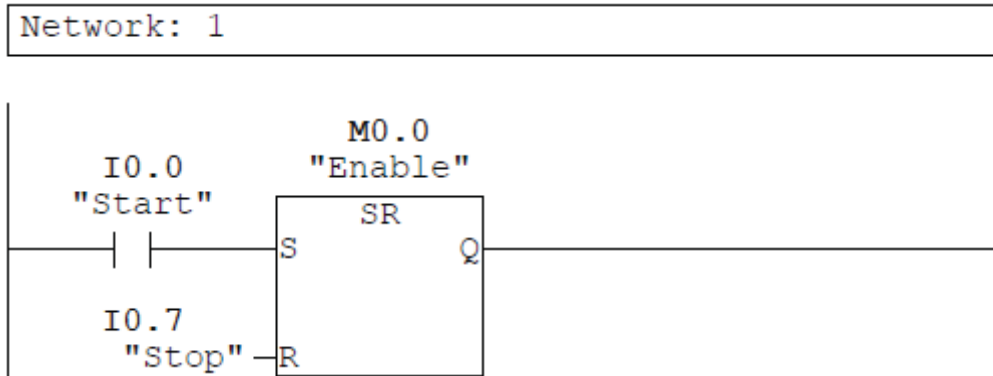 Network: 1
M0.0
"Enable"
I0.0
"Start"
SR
S
Q
I0.7
"Stop"
R